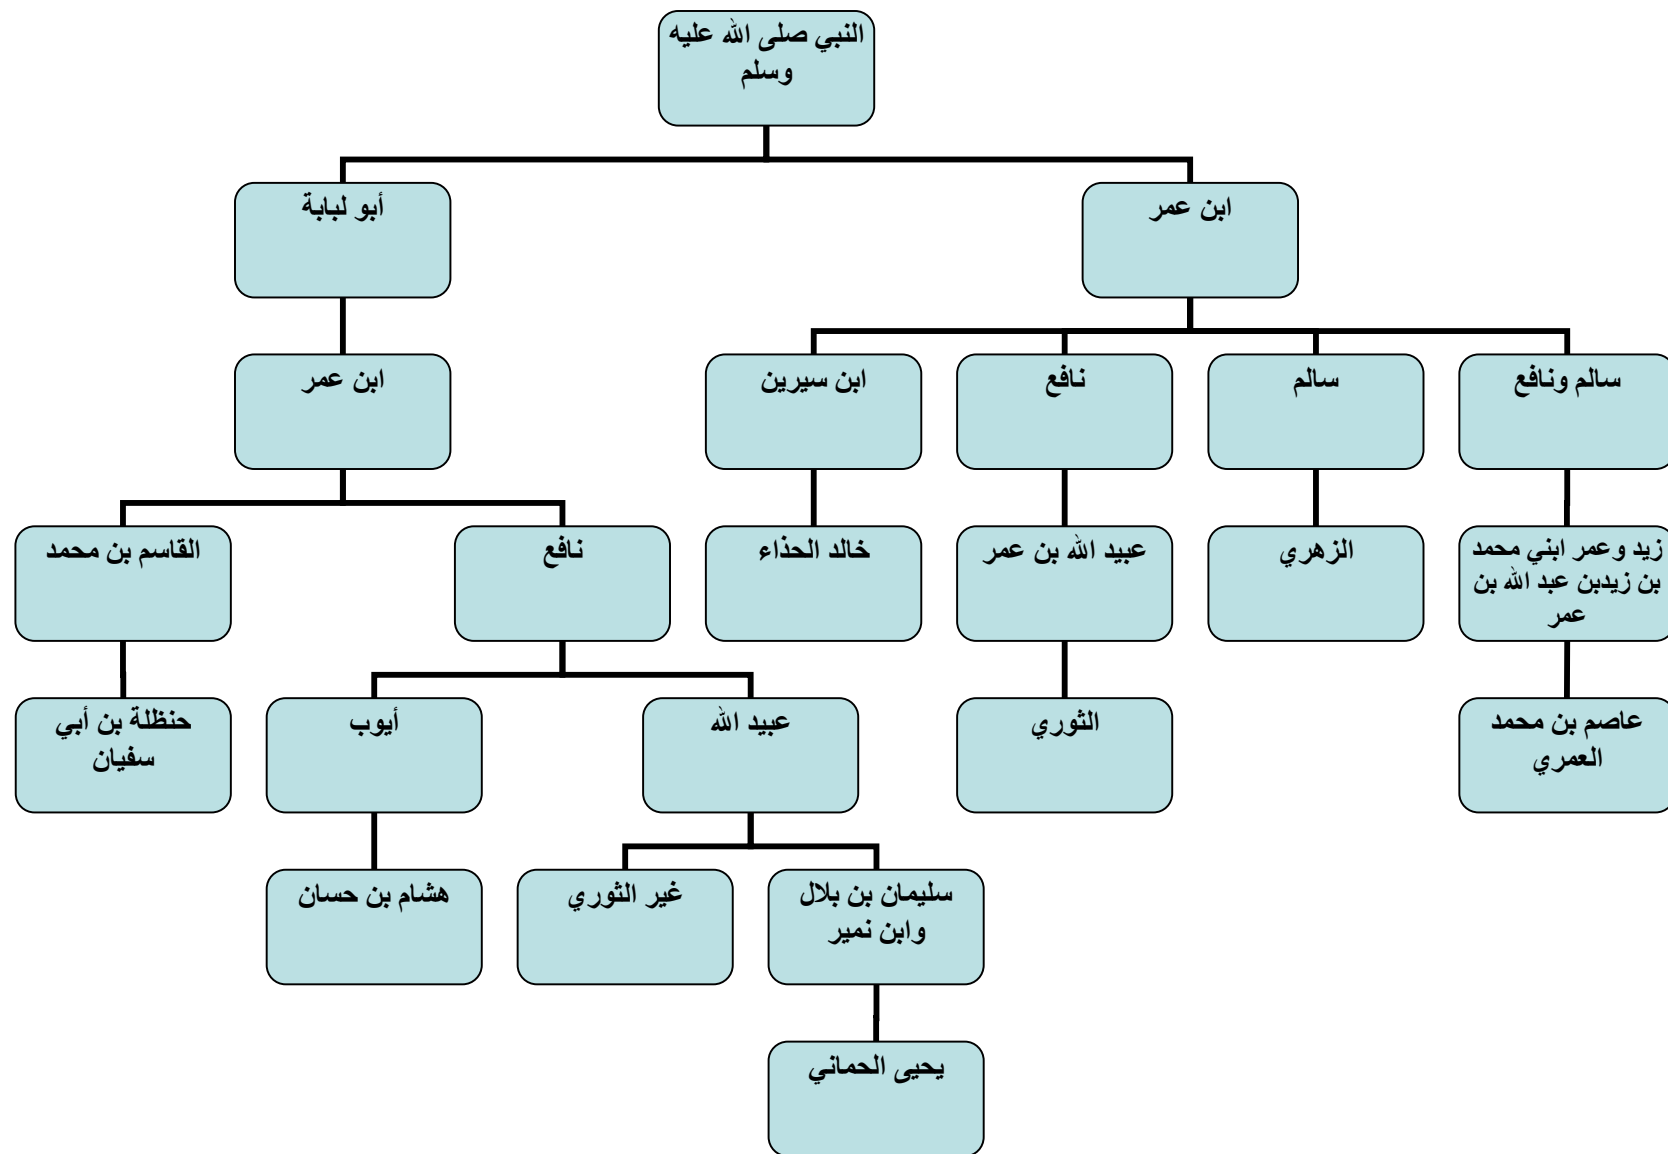 النبي صلى الله عليه
وسلم
ابن عمر
أبو لبابة
سالم ونافع
سالم
نافع
ابن سيرين
ابن عمر
زيد وعمر ابني محمد
بن زيدبن عبد الله بن
عمر
الزهري
عبيد الله بن عمر
خالد الحذاء
نافع
القاسم بن محمد
عاصم بن محمد
العمري
الثوري
عبيد الله
أيوب
حنظلة بن أبي
سفيان
سليمان بن بلال
وابن نمير
غير الثوري
هشام بن حسان
يحيى الحماني